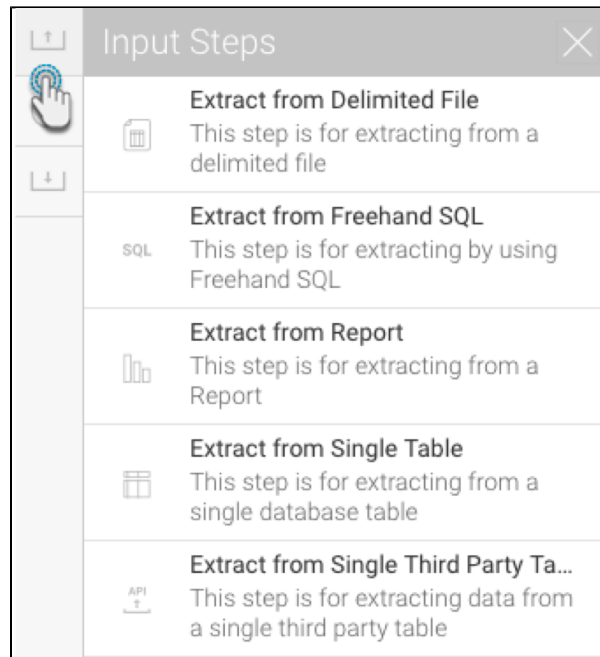 Input Steps
Extract from Delimited File
This step is for extracting from a
delimited file
SQL
Extract from Freehand SQL
This step is for extracting by using
Freehand SQL
Extract from Report
This step is for extracting from a
Report
Extract from Single Table
This step is for extracting from a
single database table
API
Extract from Single Third Party Ta...
This step is for extracting data from
a single third party table